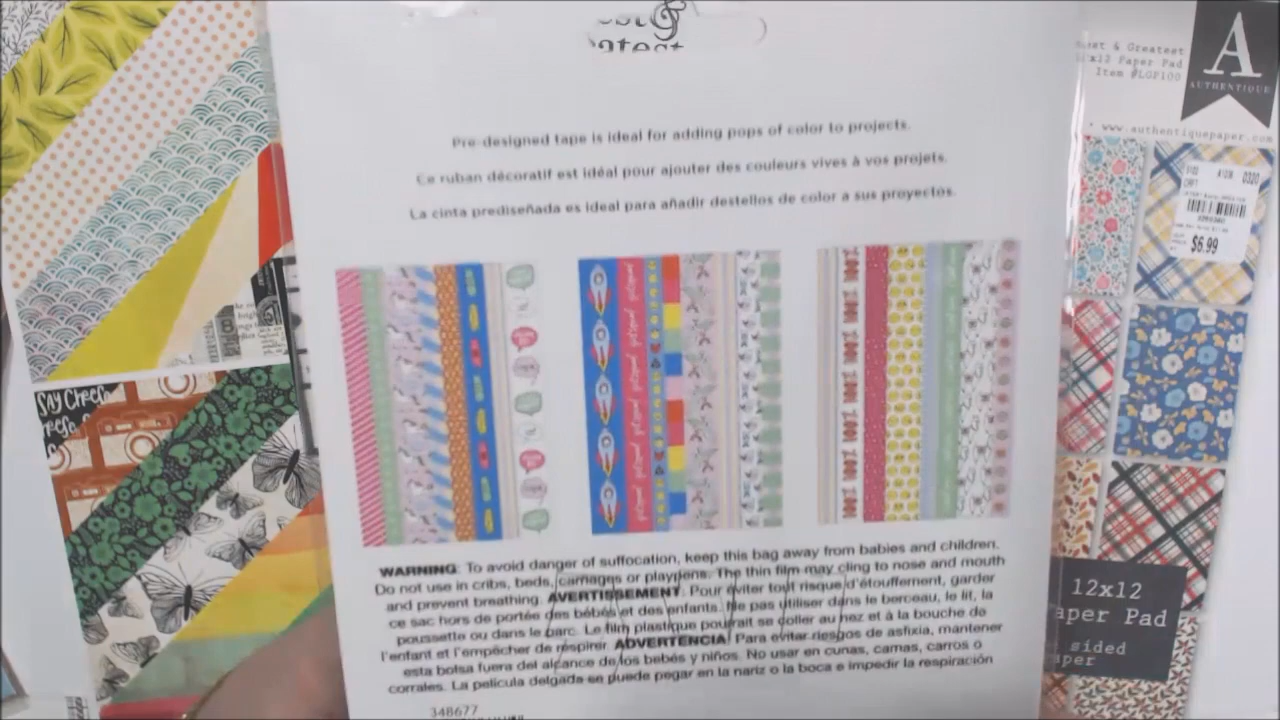 & Greatest
12x13 Paper Pad
Item #LGP100
A
AUTHENTIQUE
www.authentiquepaper.com
0320
$6.99
Pre-designed tape is ideal for adding pops of color to projects.
Ce ruban décoratif est idéal pour ajouter des couleurs vives à vos projets.
La cinta prediseñada es ideal para añadir destellos de color a sus proyectos.
SAY CHEESE
WARNING: To avoid danger of suffocation, keep this bag away from babies and children.
Do not use in cribs, beds, carriages or playpens. The thin film may cling to nose and mouth
and prevent breathing. AVERTISSEMENT. Pour éviter tout risque d'étouffement, garder
ce sac hors de portée des bébés et des enfants. Ne pas utiliser dans le berceau, le lit, la
poussette ou dans le parc. Le film plastique pourrait se coller au nez et à la bouche de
l'enfant et l'empêcher de respirer. ADVERTENCIA: Para evitar riesgos de asfixia, mantener
esta bolsa fuera del alcance de los bebés y niños. No usar en cunas, camas, carros o
corrales. La película delgada se puede pegar en la nariz o la boca e impedir la respiración
348677
12x12
aper Pad
sided
aper